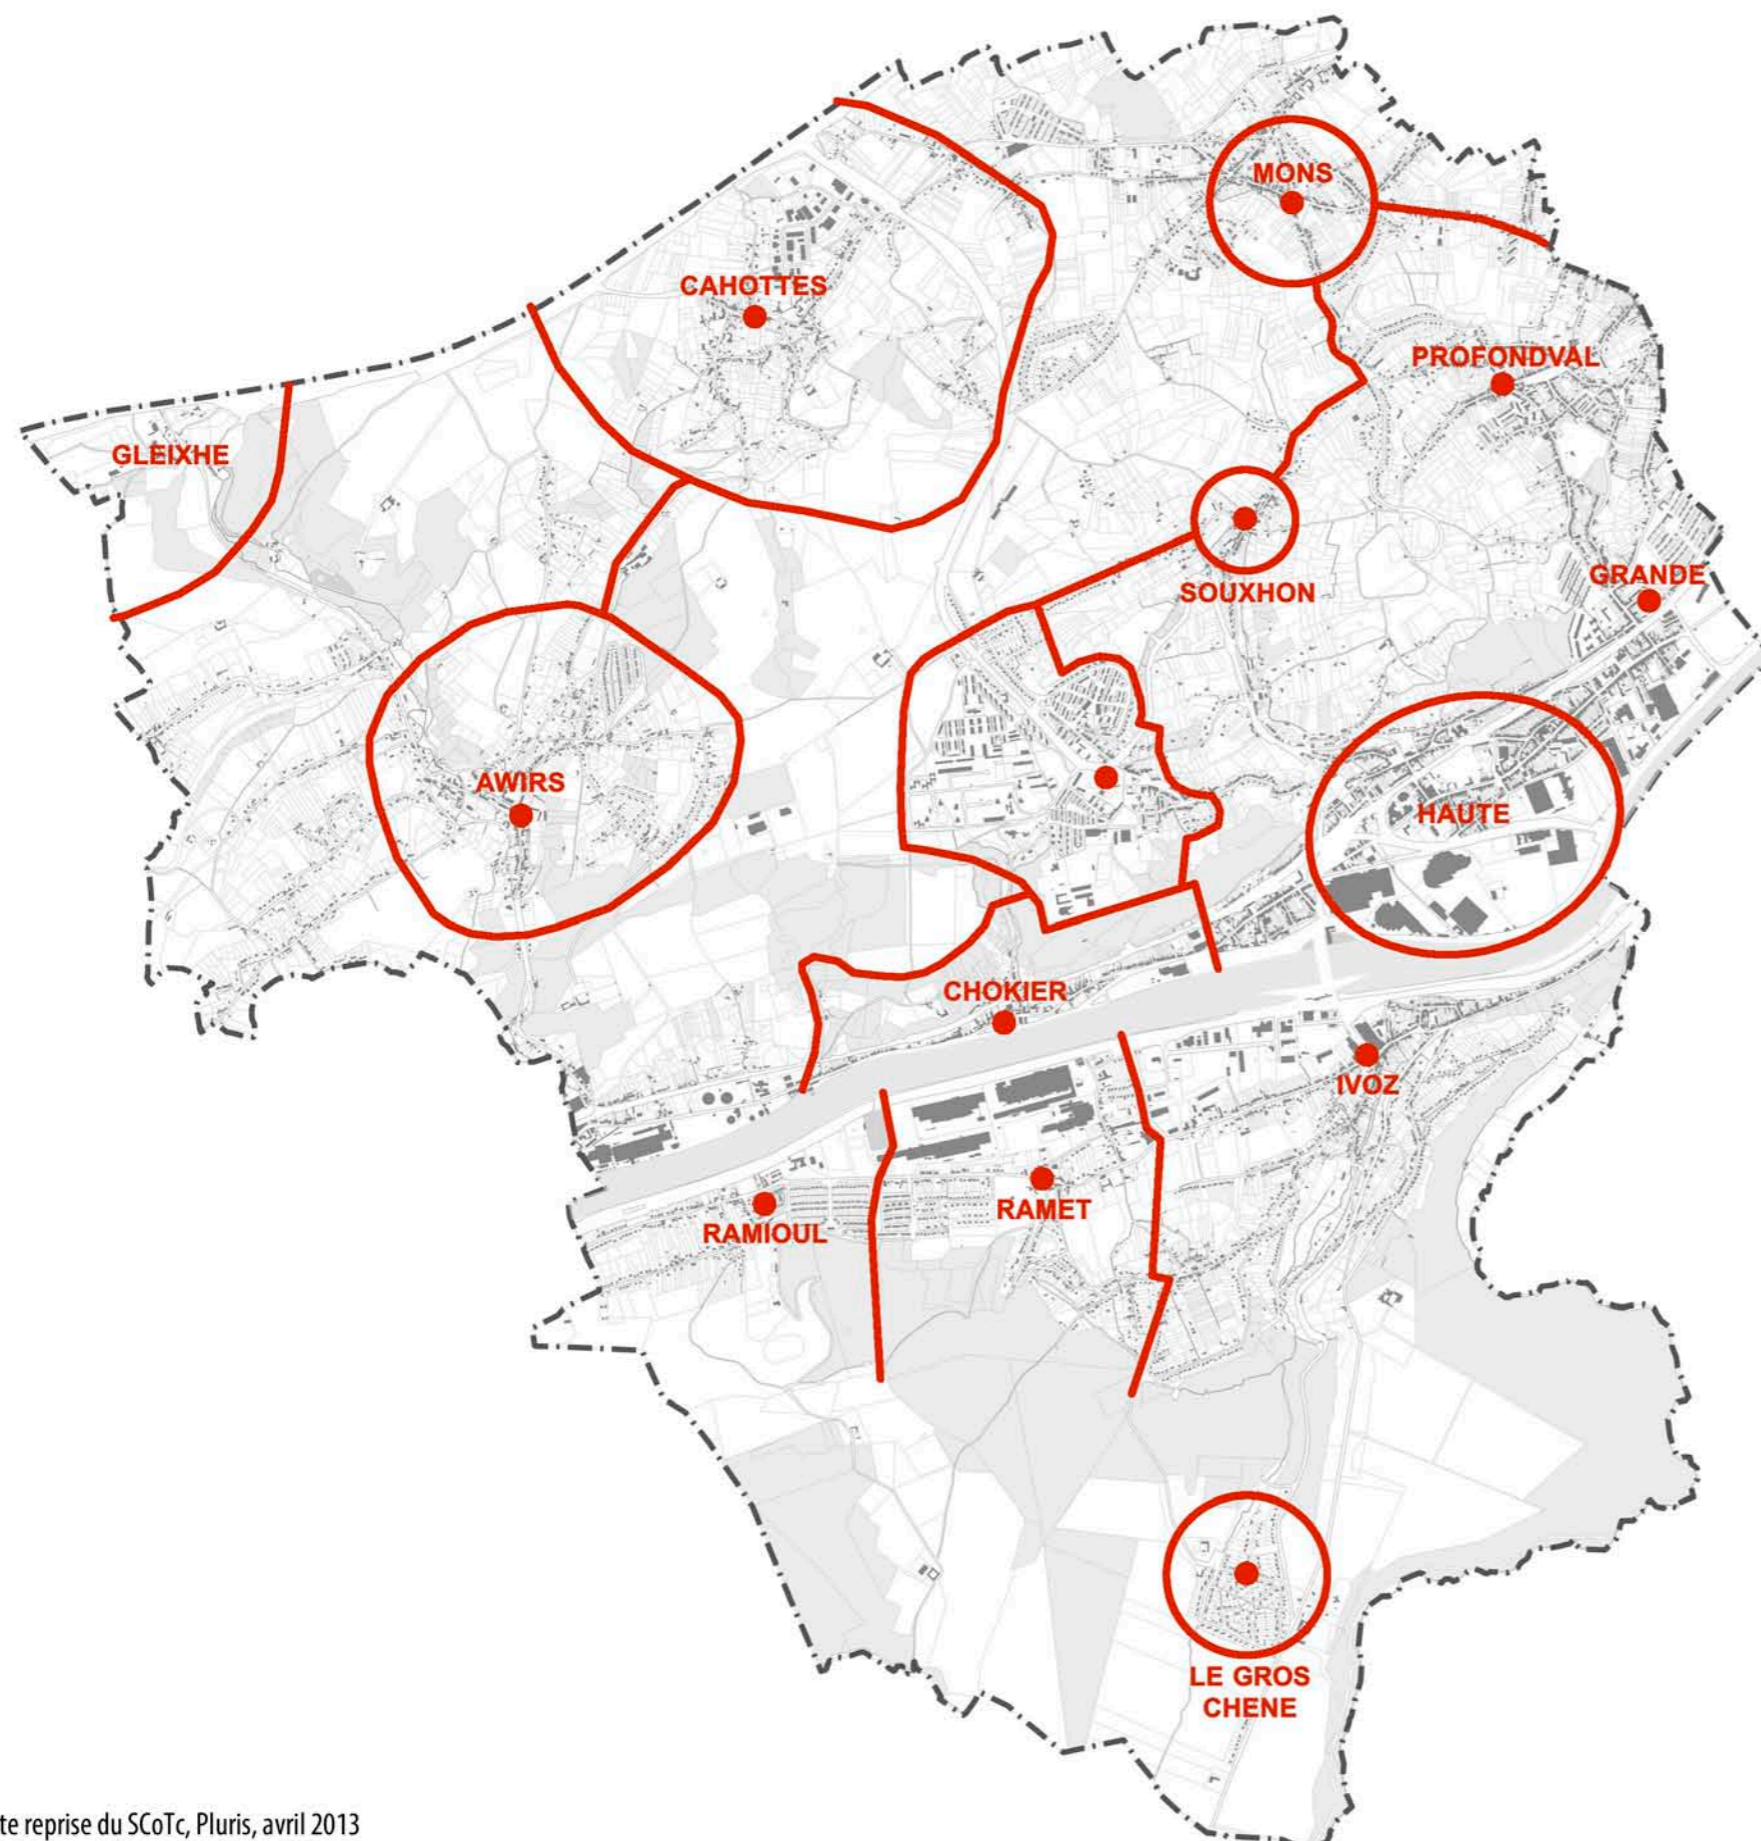 MONS
CAHOTTES
PROFONDVAL
GLEIXHE
GRANDE
SOUXHON
AWIRS
HAUTE
CHOKIER
IVOZ
RAMET
RAMIOUL
LE GROS
CHENE
te reprise du SCoTc, Pluris, avril 2013